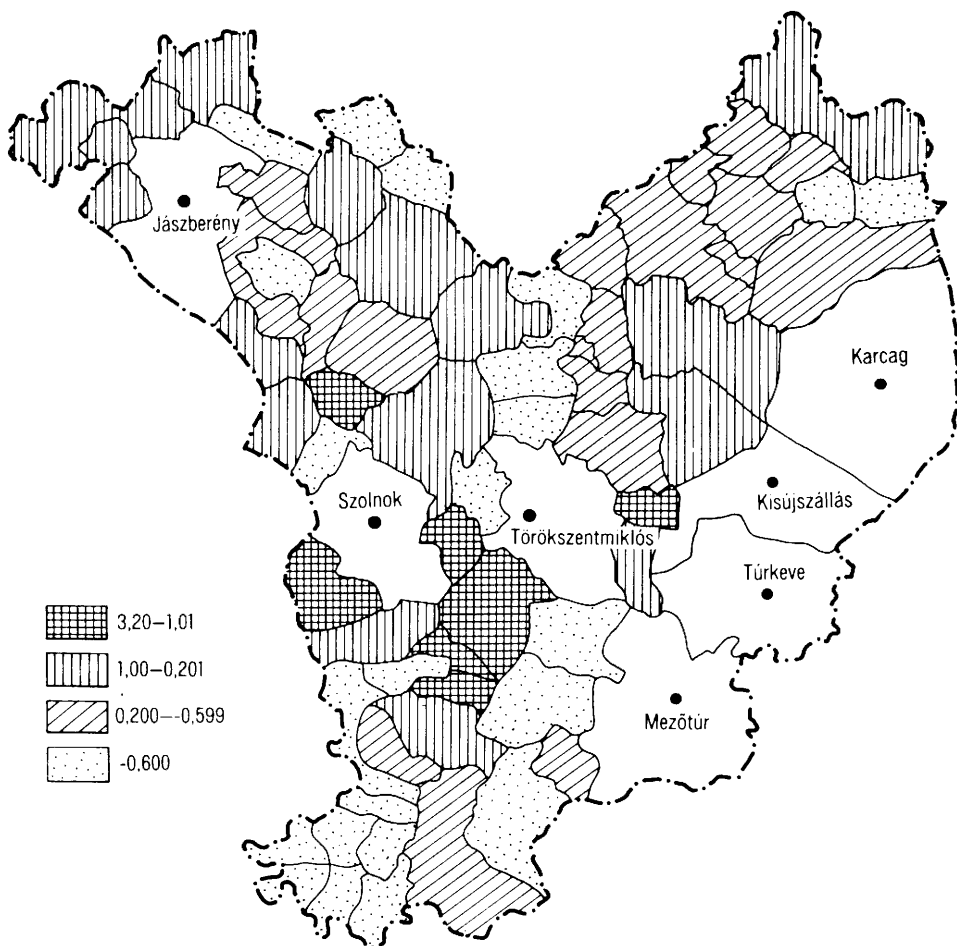 Jászberény
Karcag
Szolnok
Kisújszállás
Törökszentmiklós
Túrkeve
Mezőtúr
3,20–1,01
1,00–0,201
0,200–-0,599
-0,600